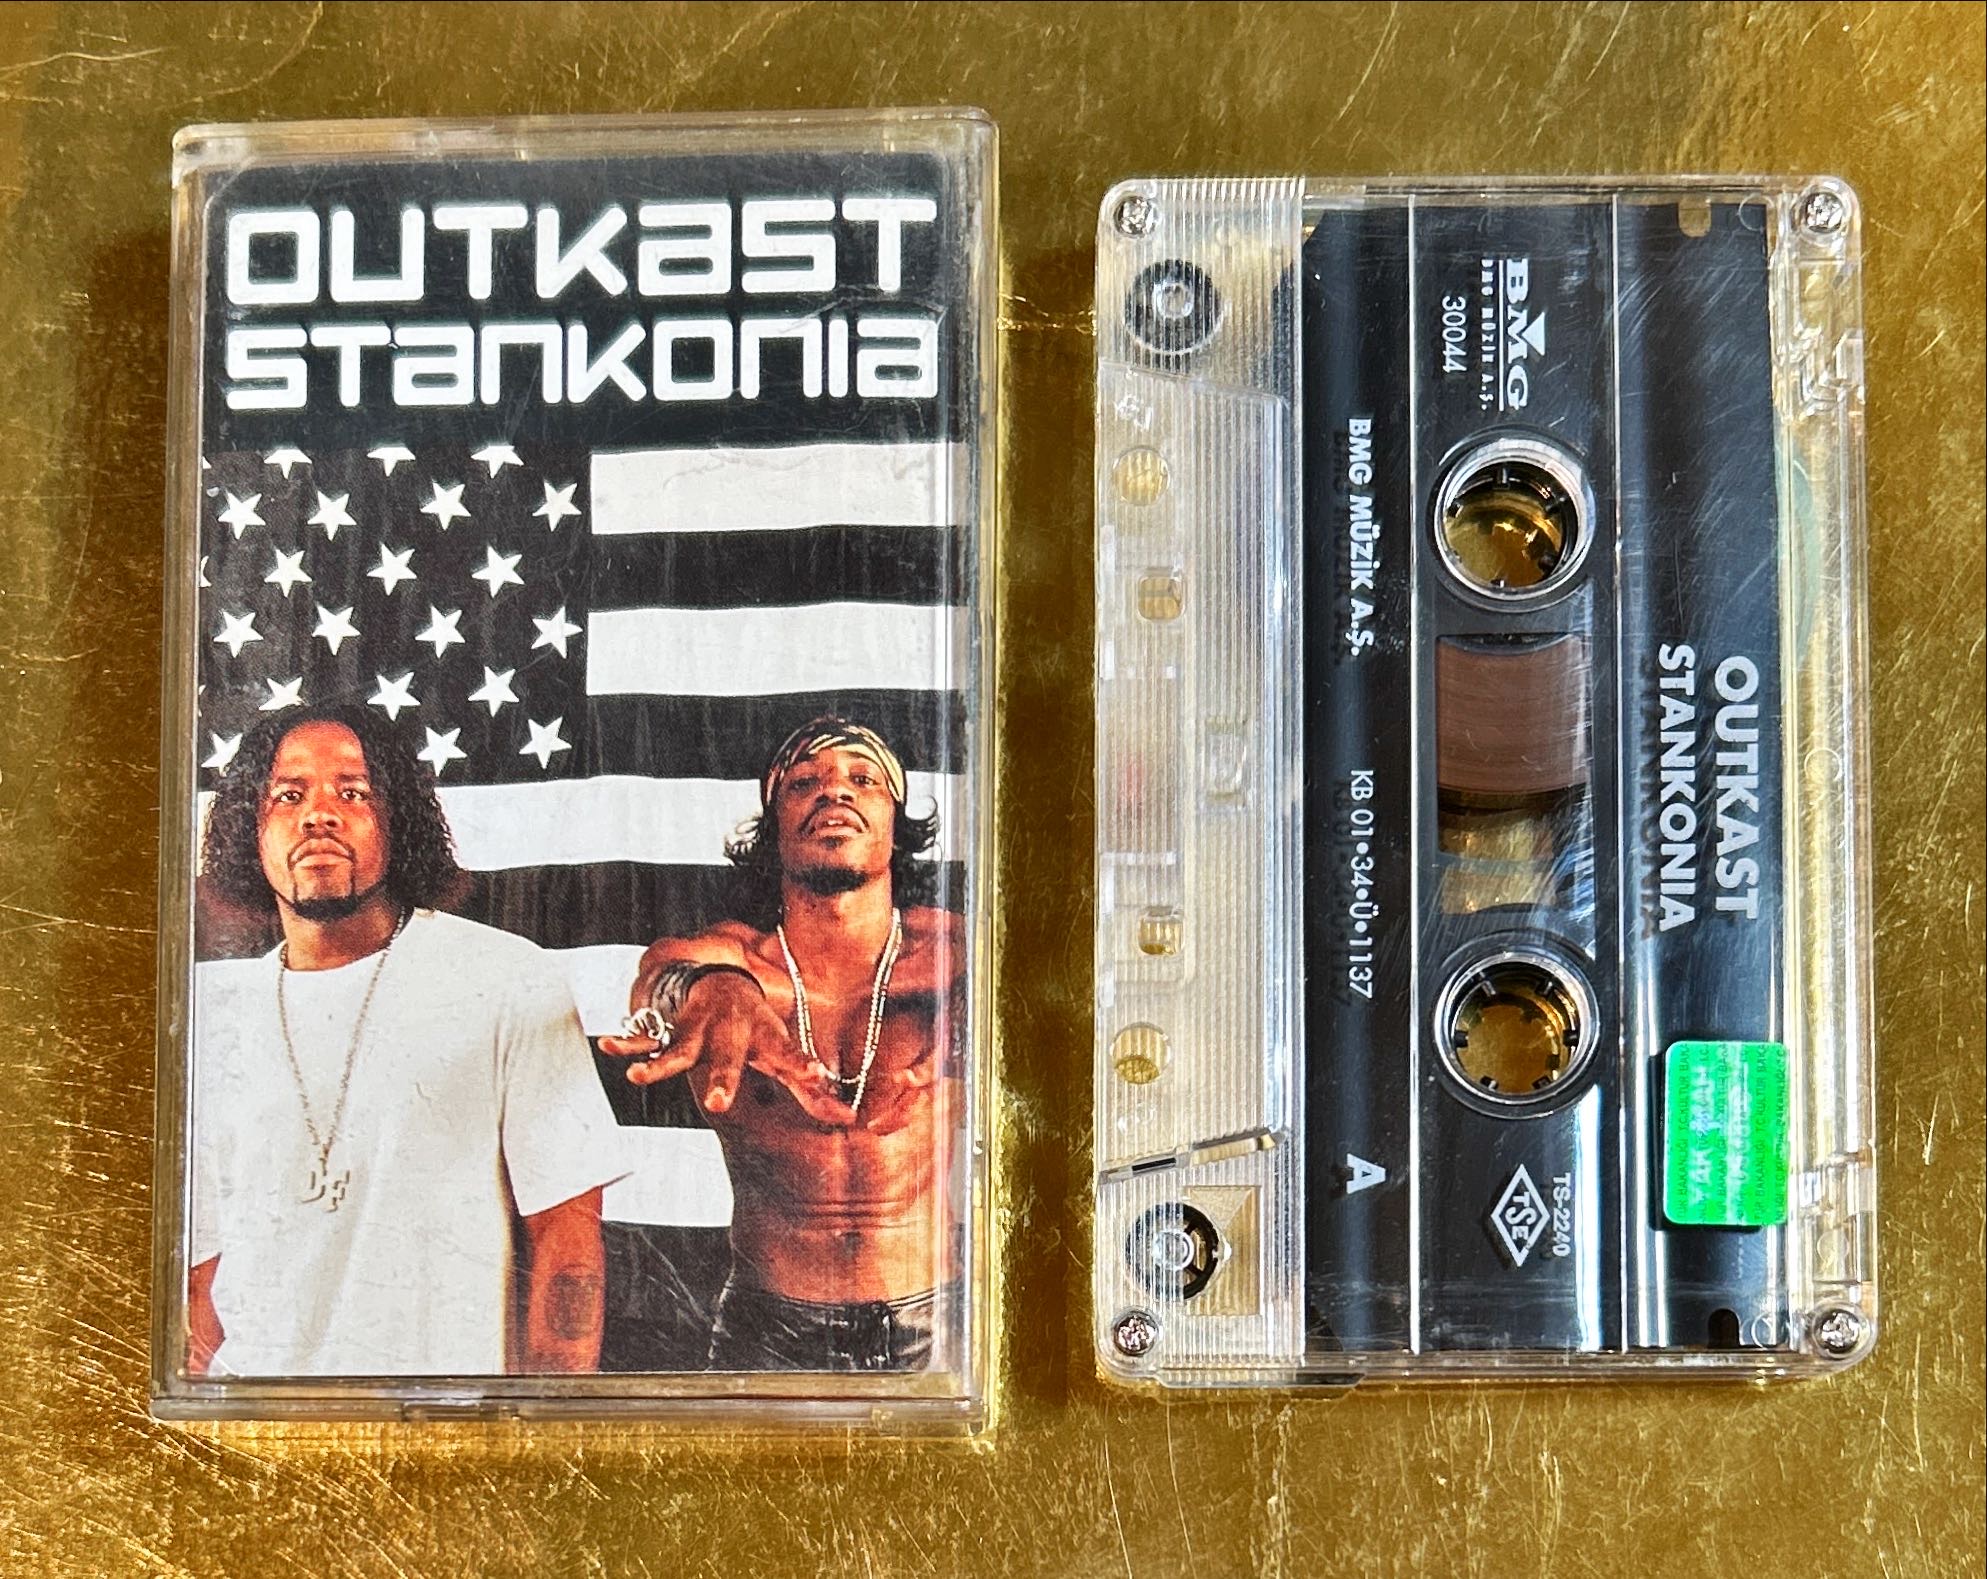 OUTKAST
STANKONIA
OUTKAST
STANKONIA
BMG
BMG MÜZİK A.Ş.
30044
TS-2240
TSE
BMG MÜZİK A.Ş.
KB 01•34•Ü•1137
A